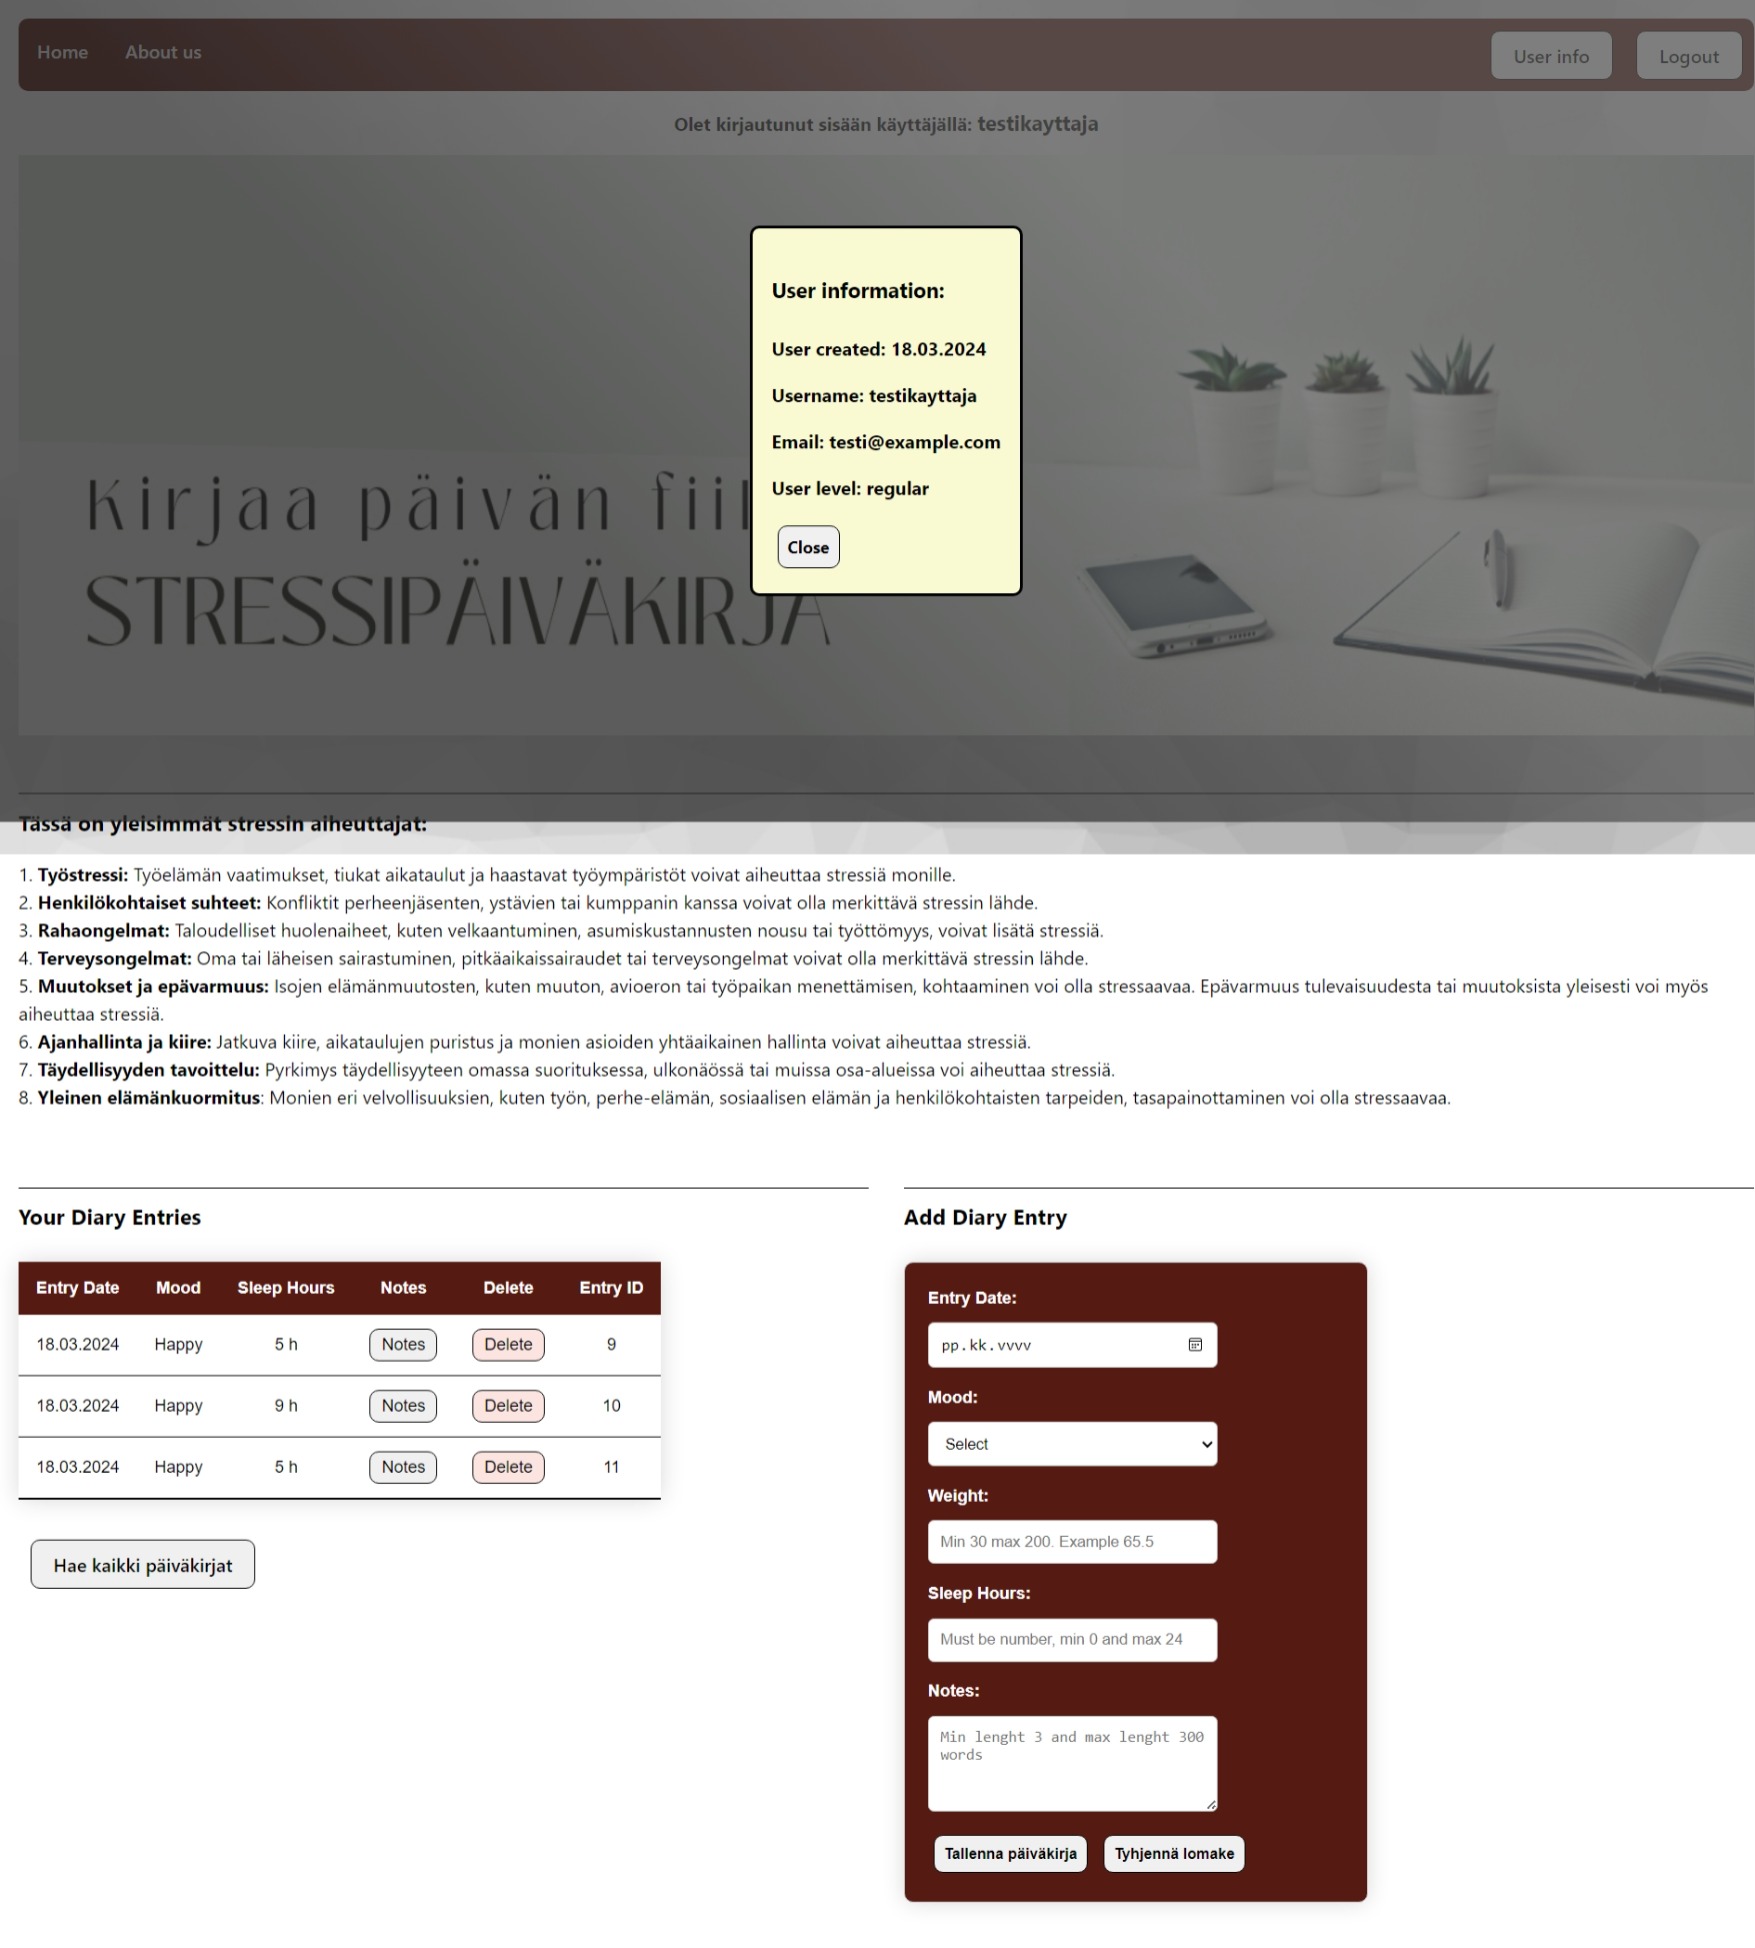 Home About us User info Logout
Olet kirjautunut sisään käyttäjällä: testikayttaja
User information:
User created: 18.03.2024
Username: testikayttaja
Email: testi@example.com
User level: regular
Close
Kirjaa päivän
STRESSIPÄIVÄKIRJA
Tässä on yleisimmät stressin aiheuttajat:
1. Työstressi: Työelämän vaatimukset, tiukat aikataulut ja haastavat työympäristöt voivat aiheuttaa stressiä monille.
2. Henkilökohtaiset suhteet: Konfliktit perheenjäsenten, ystävien tai kumppanin kanssa voivat olla merkittävä stressin lähde.
3. Rahaongelmat: Taloudelliset huolenaiheet, kuten velkaantuminen, asumiskustannusten nousu tai työttömyys, voivat lisätä stressiä.
4. Terveysongelmat: Oma tai läheisen sairastuminen, pitkäaikaissairaudet tai terveysongelmat voivat olla merkittävä stressin lähde.
5. Muutokset ja epävarmuus: Isojen elämänmuutosten, kuten muuton, avioeron tai työpaikan menettämisen, kohtaaminen voi olla stressaavaa. Epävarmuus tulevaisuudesta tai muutoksista yleisesti voi myös
aiheuttaa stressiä.
6. Ajanhallinta ja kiire: Jatkuva kiire, aikataulujen puristus ja monien asioiden yhtäaikainen hallinta voivat aiheuttaa stressiä.
7. Täydellisyyden tavoittelu: Pyrkimys täydellisyyteen omassa suorituksessa, ulkonäössä tai muissa osa-alueissa voi aiheuttaa stressiä.
8. Yleinen elämänkuormitus: Monien eri velvollisuuksien, kuten työn, perhe-elämän, sosiaalisen elämän ja henkilökohtaisten tarpeiden, tasapainottaminen voi olla stressaavaa.
Your Diary Entries
Entry Date Mood Sleep Hours Notes Delete Entry ID
18.03.2024 Happy 5 h Notes Delete 9
18.03.2024 Happy 9 h Notes Delete 10
18.03.2024 Happy 5 h Notes Delete 11
Hae kaikki päiväkirjat
Add Diary Entry
Entry Date:
pp.kk.vvvv
Mood:
Select
Weight:
Min 30 max 200. Example 65.5
Sleep Hours:
Must be number, min 0 and max 24
Notes:
Min lenght 3 and max lenght 300
words
Tallenna päiväkirja Tyhjennä lomake